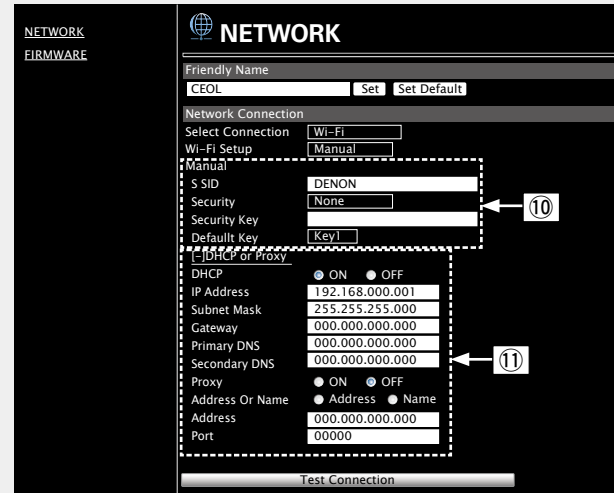 NETWORK
FIRMWARE
NETWORK
Friendly Name
CEOL Set Set Default
Network Connection
Select Connection Wi-Fi
Wi-Fi Setup Manual
Manual
S SID DENON
Security None
Security Key
Defaullt Key Key1
⑩
[-]DHCP or Proxy
DHCP ON OFF
IP Address 192.168.000.001
Subnet Mask 255.255.255.000
Gateway 000.000.000.000
Primary DNS 000.000.000.000
Secondary DNS 000.000.000.000
⑪
Proxy ON OFF
Address Or Name Address Name
Address 000.000.000.000
Port 00000
Test Connection